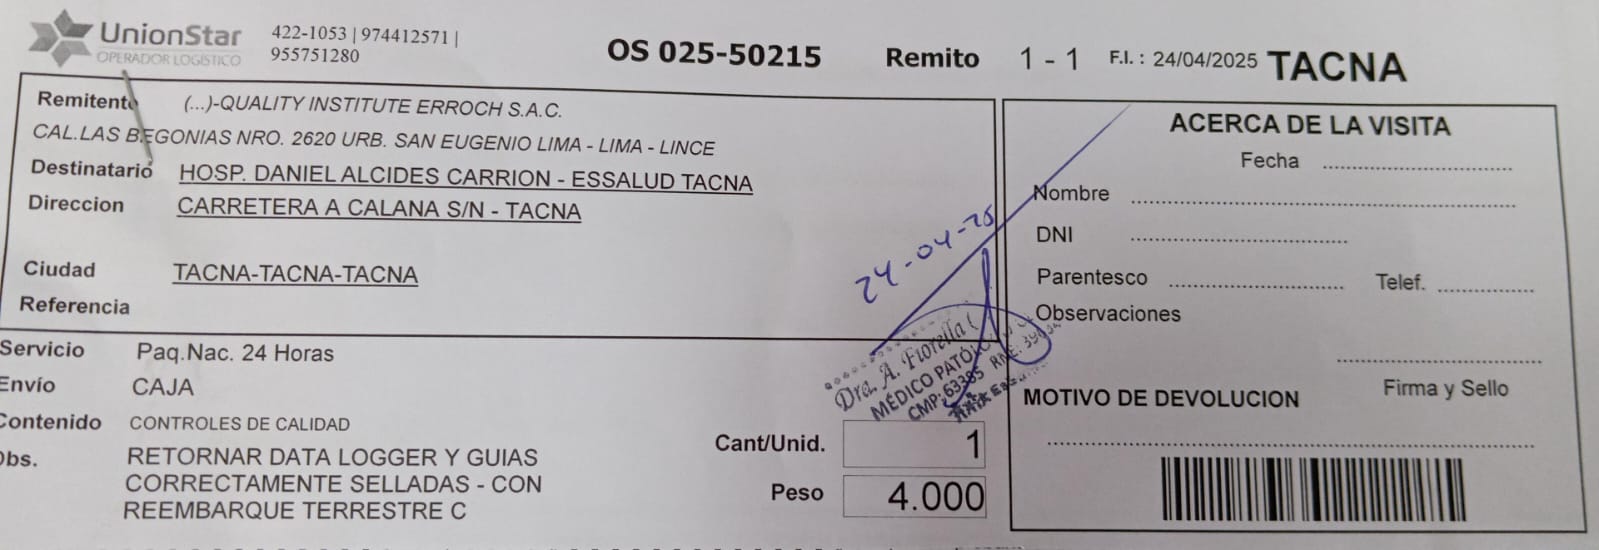 UnionStar
OPERADOR LOGISTICO
422-1053 | 974412571 |
955751280
OS 025-50215 Remito 1 - 1 F.I. : 24/04/2025 TACNA
Remitente (...)-QUALITY INSTITUTE ERROCH S.A.C.
CAL.LAS BEGONIAS NRO. 2620 URB. SAN EUGENIO LIMA - LIMA - LINCE
Destinatario HOSP. DANIEL ALCIDES CARRION - ESSALUD TACNA
Direccion CARRETERA A CALANA S/N - TACNA
Ciudad TACNA-TACNA-TACNA
Referencia
24-04-25
Dra. A. Fiorella
MÉDICO PATÓLOGO
CMP: 63385 RNE:
Servicio Paq.Nac. 24 Horas
Envío CAJA
Contenido CONTROLES DE CALIDAD
Obs. RETORNAR DATA LOGGER Y GUIAS
CORRECTAMENTE SELLADAS - CON
REEMBARQUE TERRESTRE C
Cant/Unid. 1
Peso 4.000
ACERCA DE LA VISITA
Fecha
Nombre
DNI
Parentesco Telef.
Observaciones
Firma y Sello
MOTIVO DE DEVOLUCION